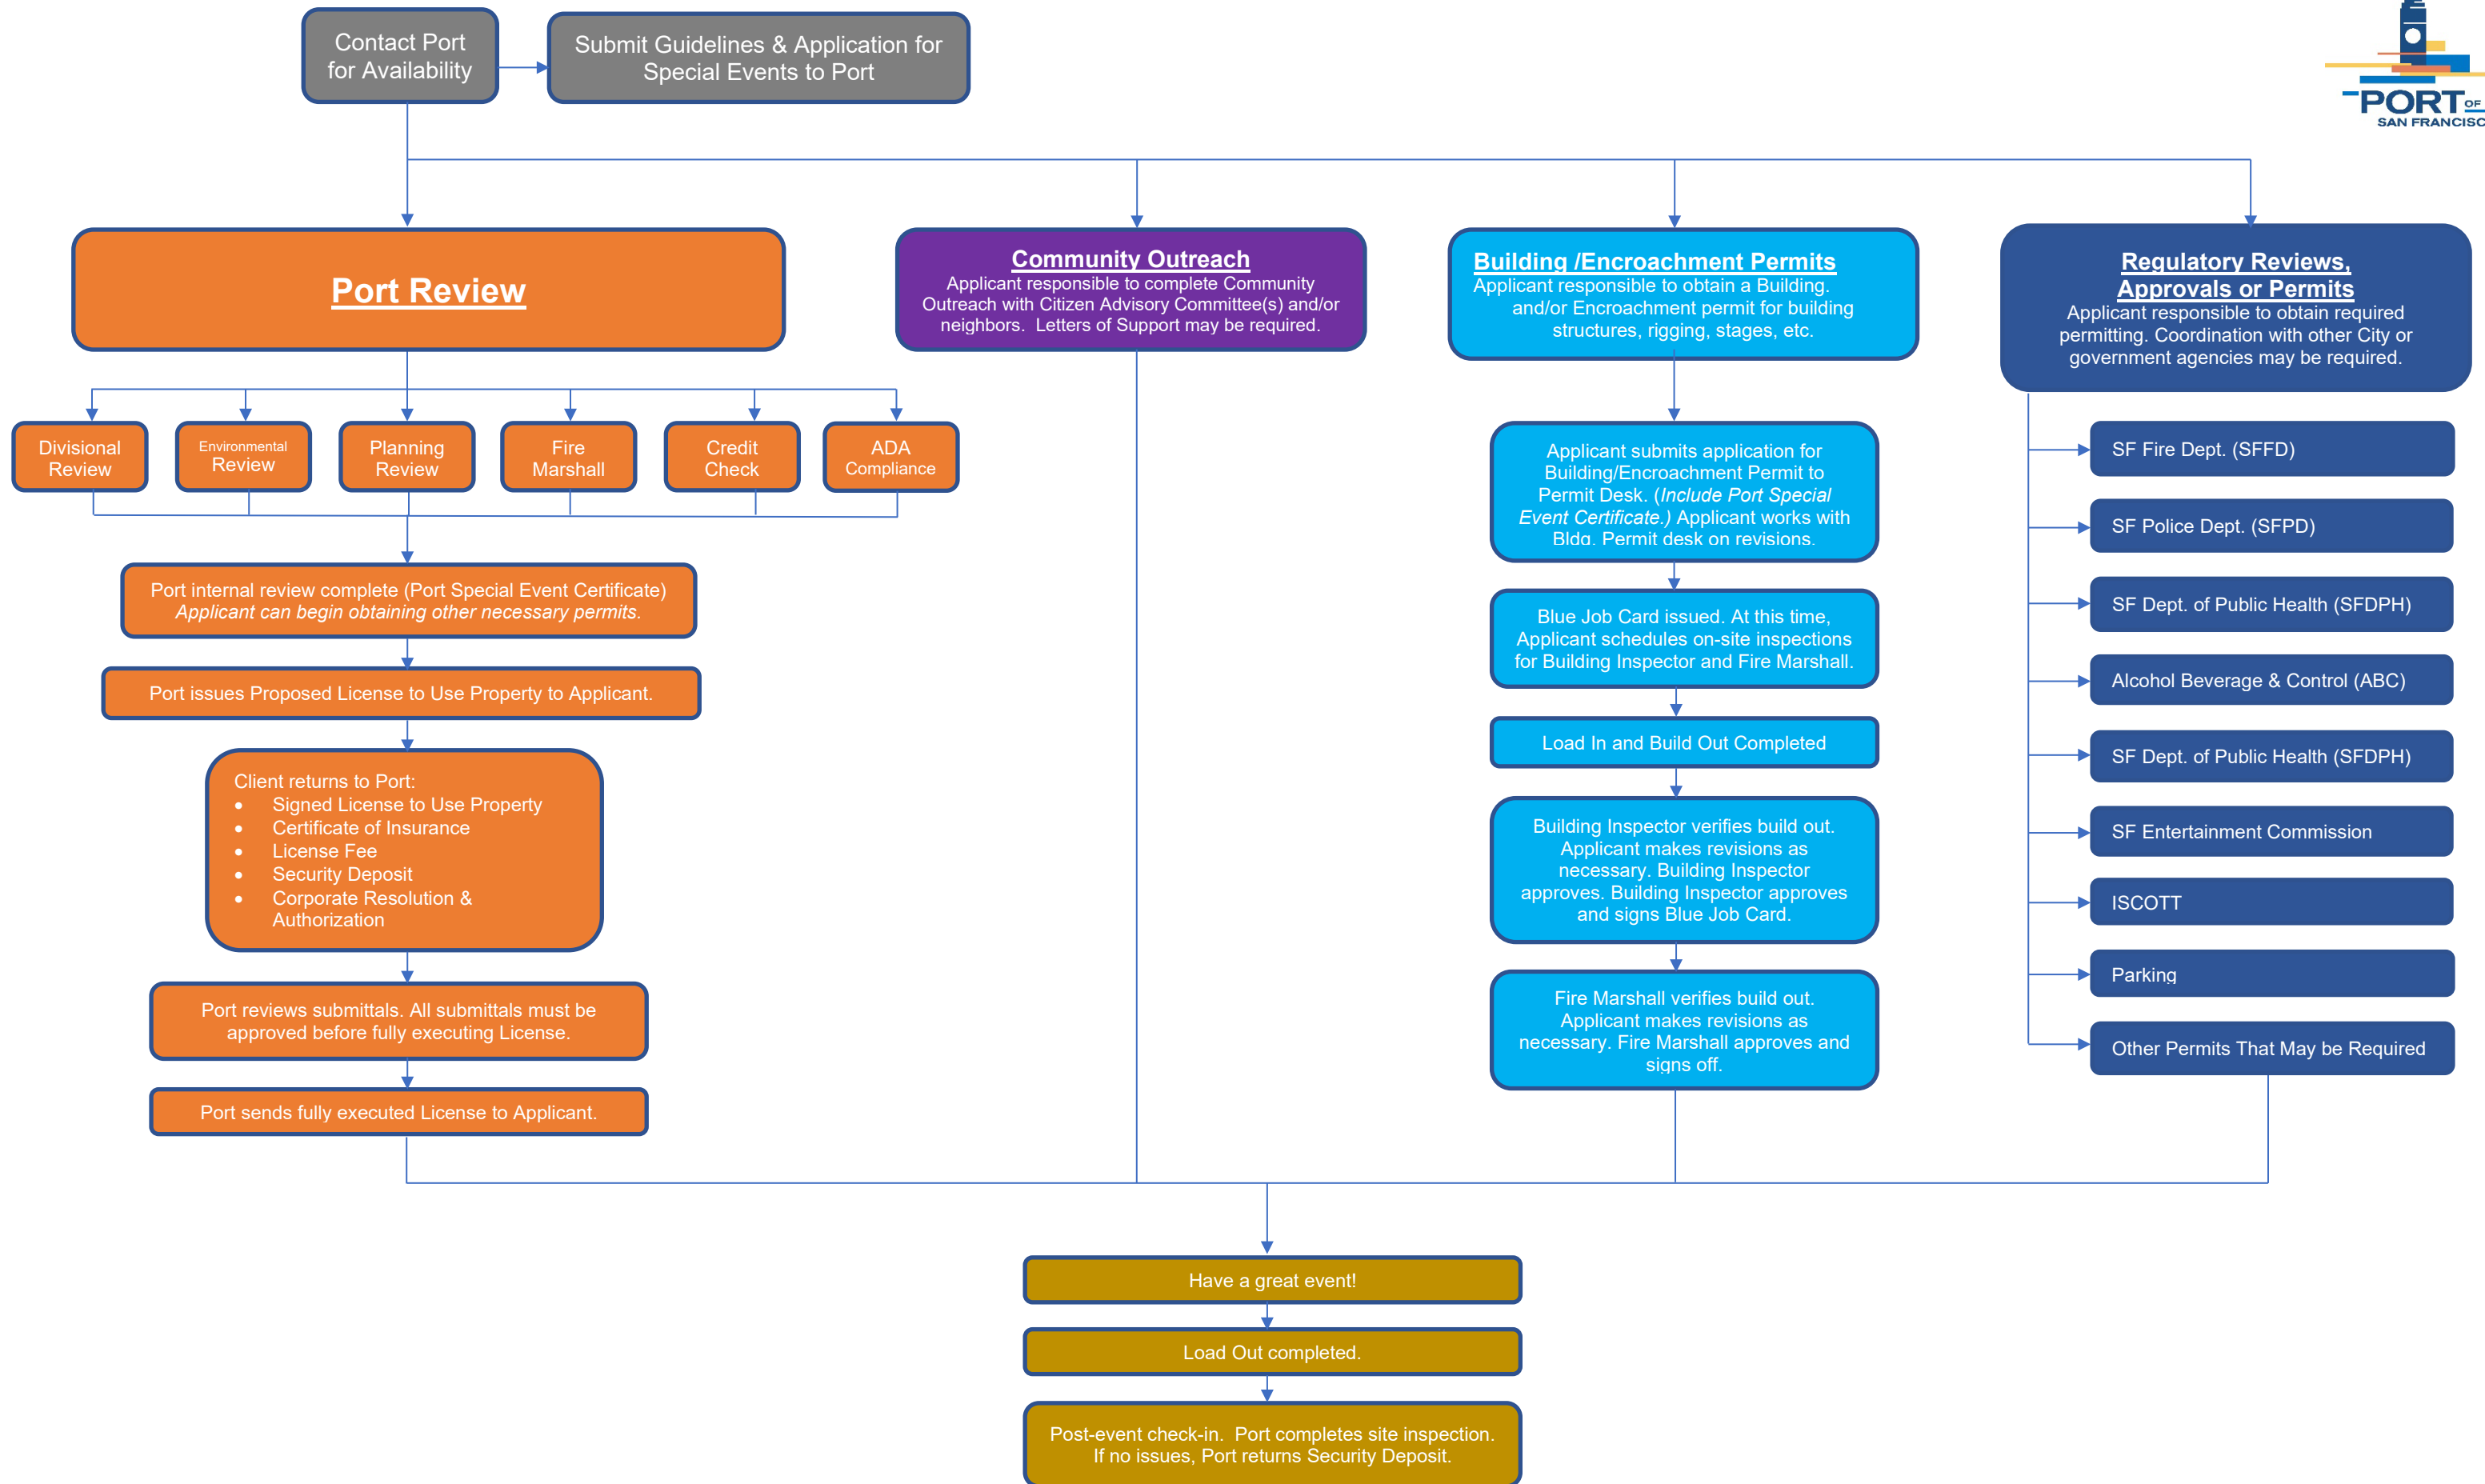 Contact Port
for Availability
Submit Guidelines & Application for
Special Events to Port
PORT OF
SAN FRANCISC
Port Review
Community Outreach
Applicant responsible to complete Community
Outreach with Citizen Advisory Committee(s) and/or
neighbors. Letters of Support may be required.
Building /Encroachment Permits
Applicant responsible to obtain a Building.
and/or Encroachment permit for building
structures, rigging, stages, etc.
Regulatory Reviews,
Approvals or Permits
Applicant responsible to obtain required
permitting. Coordination with other City or
government agencies may be required.
Divisional
Review
Environmental
Review
Planning
Review
Fire
Marshall
Credit
Check
ADA
Compliance
Port internal review complete (Port Special Event Certificate)
Applicant can begin obtaining other necessary permits.
Port issues Proposed License to Use Property to Applicant.
Client returns to Port:
• Signed License to Use Property
• Certificate of Insurance
• License Fee
• Security Deposit
• Corporate Resolution &
Authorization
Port reviews submittals. All submittals must be
approved before fully executing License.
Port sends fully executed License to Applicant.
Applicant submits application for
Building/Encroachment Permit to
Permit Desk. (Include Port Special
Event Certificate.) Applicant works with
Bldg. Permit desk on revisions.
Blue Job Card issued. At this time,
Applicant schedules on-site inspections
for Building Inspector and Fire Marshall.
Load In and Build Out Completed
Building Inspector verifies build out.
Applicant makes revisions as
necessary. Building Inspector
approves. Building Inspector approves
and signs Blue Job Card.
Fire Marshall verifies build out.
Applicant makes revisions as
necessary. Fire Marshall approves and
signs off.
SF Fire Dept. (SFFD)
SF Police Dept. (SFPD)
SF Dept. of Public Health (SFDPH)
Alcohol Beverage & Control (ABC)
SF Dept. of Public Health (SFDPH)
SF Entertainment Commission
ISCOTT
Parking
Other Permits That May be Required
Have a great event!
Load Out completed.
Post-event check-in. Port completes site inspection.
If no issues, Port returns Security Deposit.